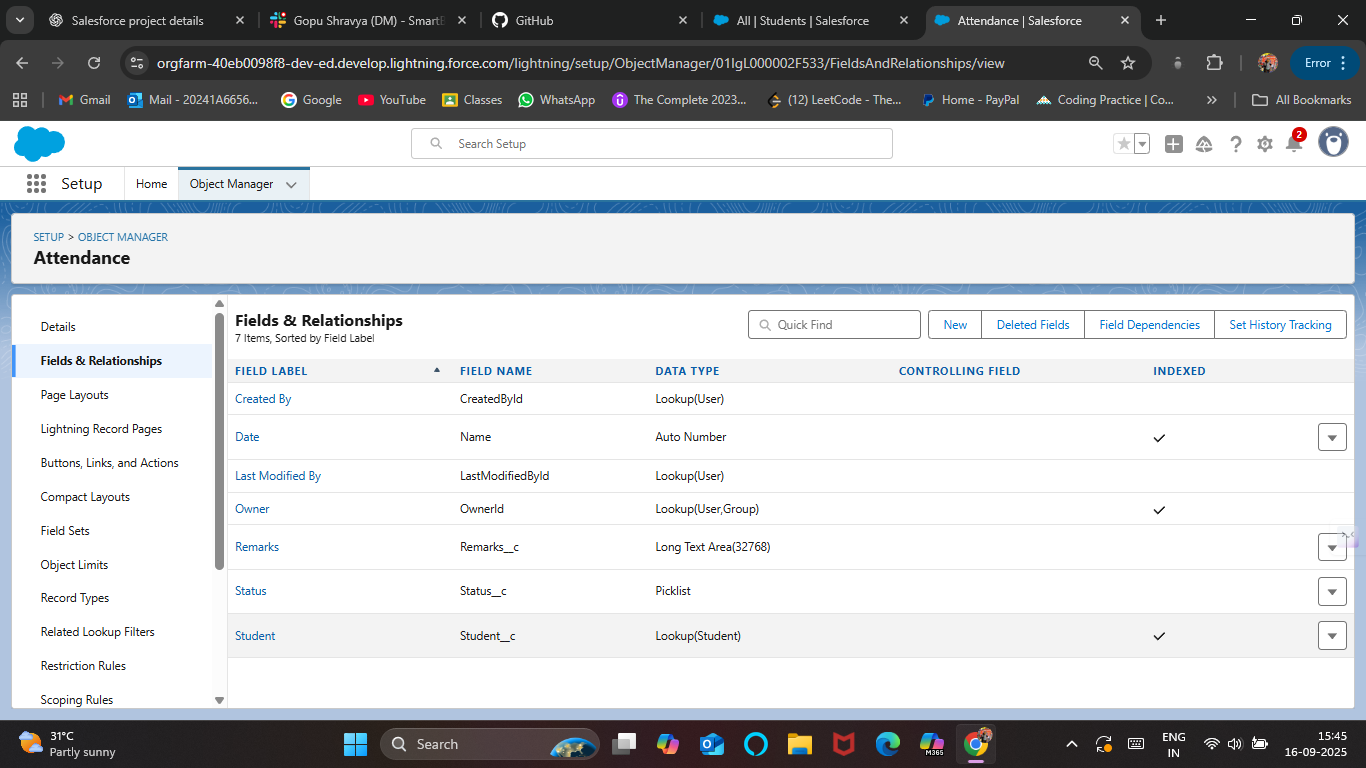 Salesforce project details
Gopu Shravya (DM) - SmartB
GitHub
All | Students | Salesforce
Attendance | Salesforce
orgfarm-40eb0098f8-dev-ed.develop.lightning.force.com/lightning/setup/ObjectManager/01IgL000002F533/FieldsAndRelationships/view
Error
Gmail
Mail - 20241A6656...
Google
YouTube
Classes
WhatsApp
The Complete 2023...
(12) LeetCode - The...
Home - PayPal
Coding Practice | Co...
All Bookmarks
Search Setup
2
Setup
Home
Object Manager
SETUP > OBJECT MANAGER
Attendance
Details
Fields & Relationships
Page Layouts
Lightning Record Pages
Buttons, Links, and Actions
Compact Layouts
Field Sets
Object Limits
Record Types
Related Lookup Filters
Restriction Rules
Scoping Rules
Fields & Relationships
7 Items, Sorted by Field Label
Quick Find
New
Deleted Fields
Field Dependencies
Set History Tracking
FIELD LABEL FIELD NAME DATA TYPE CONTROLLING FIELD INDEXED
Created By CreatedById Lookup(User)
Date Name Auto Number
Last Modified By LastModifiedById Lookup(User)
Owner OwnerId Lookup(User,Group)
Remarks Remarks__c Long Text Area(32768)
Status Status__c Picklist
Student Student__c Lookup(Student)
31°C
Partly sunny
Search
M365
ENG
IN
15:45
16-09-2025